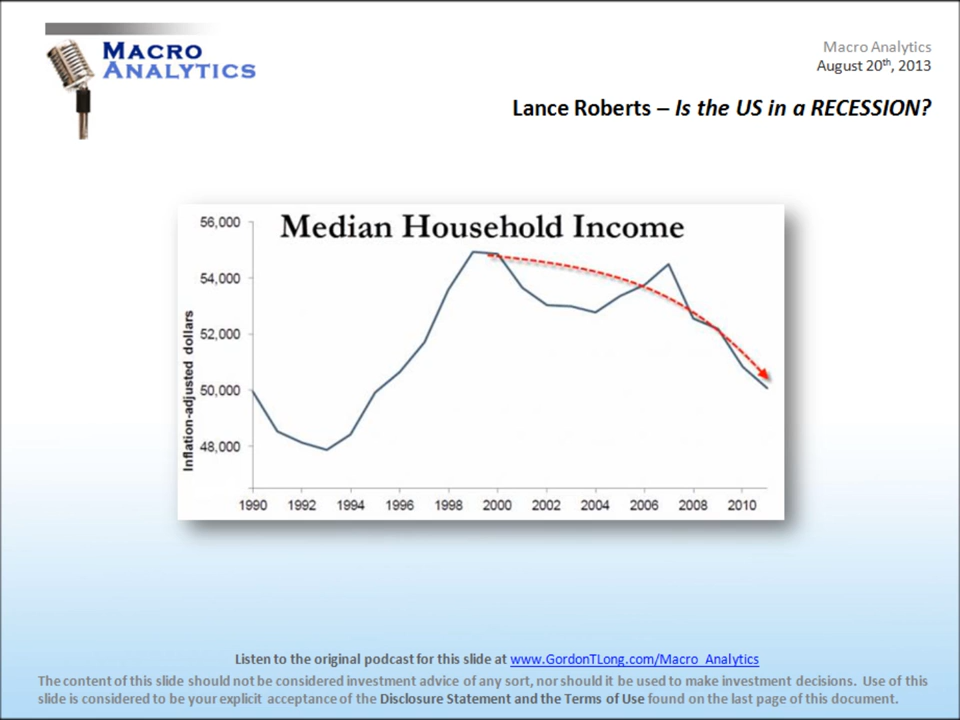 MACRO
ANALYTICS
Macro Analytics
August 20th, 2013
Lance Roberts – Is the US in a RECESSION?
Median Household Income
Inflation-adjusted dollars
56,000
54,000
52,000
50,000
48,000
1990 1992 1994 1996 1998 2000 2002 2004 2006 2008 2010
Listen to the original podcast for this slide at www.GordonTLong.com/Macro_Analytics
The content of this slide should not be considered investment advice of any sort, nor should it be used to make investment decisions. Use of this
slide is considered to be your explicit acceptance of the Disclosure Statement and the Terms of Use found on the last page of this document.